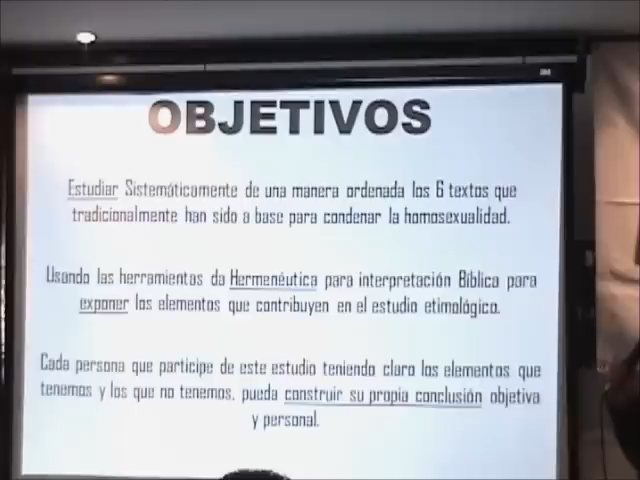 OBJETIVOS
Estudiar Sistemáticamente de una manera ordenada los 6 textos que
tradicionalmente han sido a base para condenar la homosexualidad.
Usando las herramientas da Hermenéutica para interpretación Bíblica para
exponer los elementos que contribuyen en el estudio etimológico.
Cada persona que participe de este estudio teniendo claro los elementos que
tenemos y los que no tenemos, pueda construir su propia conclusión objetiva
y personal.